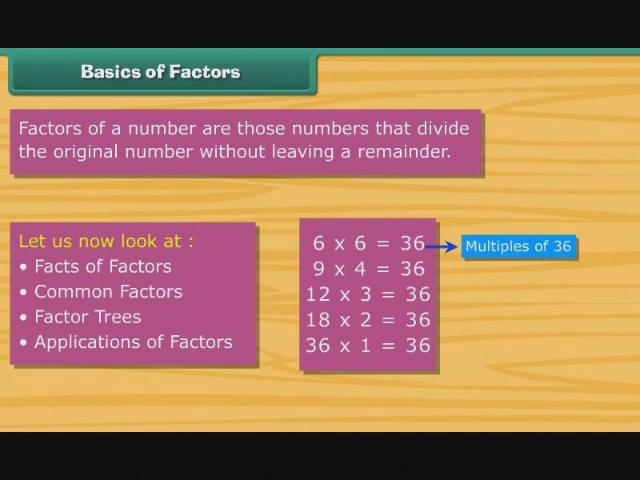 Basics of Factors
Factors of a number are those numbers that divide
the original number without leaving a remainder.
Let us now look at :
• Facts of Factors
• Common Factors
• Factor Trees
• Applications of Factors
6 x 6 = 36
9 x 4 = 36
12 x 3 = 36
18 x 2 = 36
36 x 1 = 36
Multiples of 36